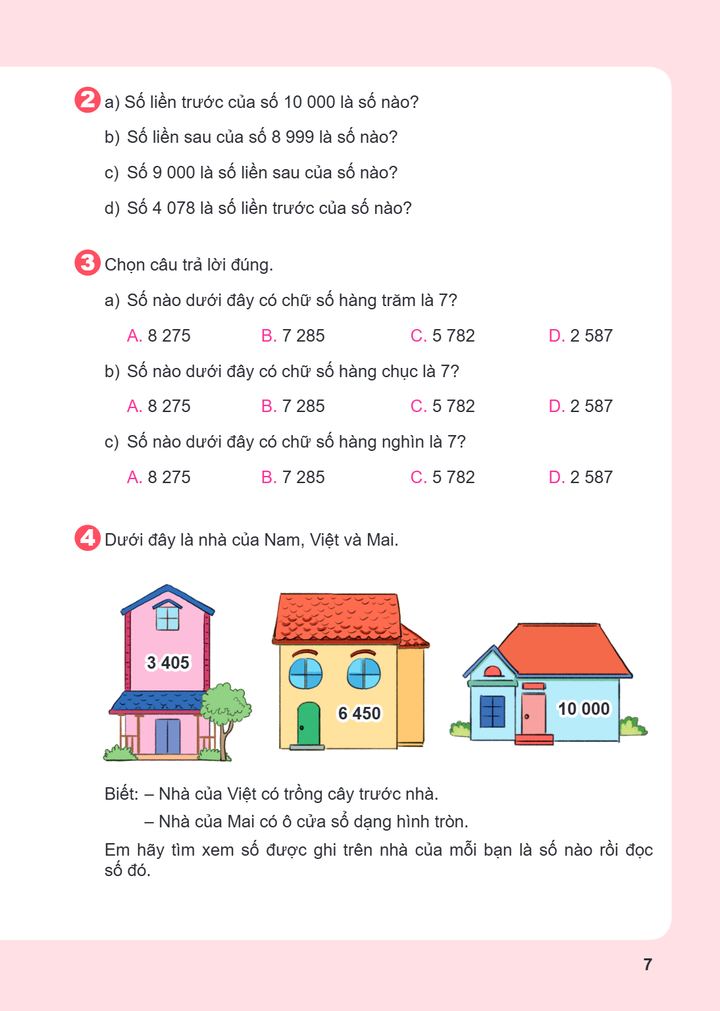 2 a) Số liền trước của số 10 000 là số nào?
b) Số liền sau của số 8 999 là số nào?
c) Số 9 000 là số liền sau của số nào?
d) Số 4 078 là số liền trước của số nào?
3 Chọn câu trả lời đúng.
a) Số nào dưới đây có chữ số hàng trăm là 7?
A. 8 275 B. 7 285 C. 5 782 D. 2 587
b) Số nào dưới đây có chữ số hàng chục là 7?
A. 8 275 B. 7 285 C. 5 782 D. 2 587
c) Số nào dưới đây có chữ số hàng nghìn là 7?
A. 8 275 B. 7 285 C. 5 782 D. 2 587
4 Dưới đây là nhà của Nam, Việt và Mai.
3 405
6 450
10 000
Biết: – Nhà của Việt có trồng cây trước nhà.
– Nhà của Mai có ô cửa sổ dạng hình tròn.
Em hãy tìm xem số được ghi trên nhà của mỗi bạn là số nào rồi đọc
số đó.
7